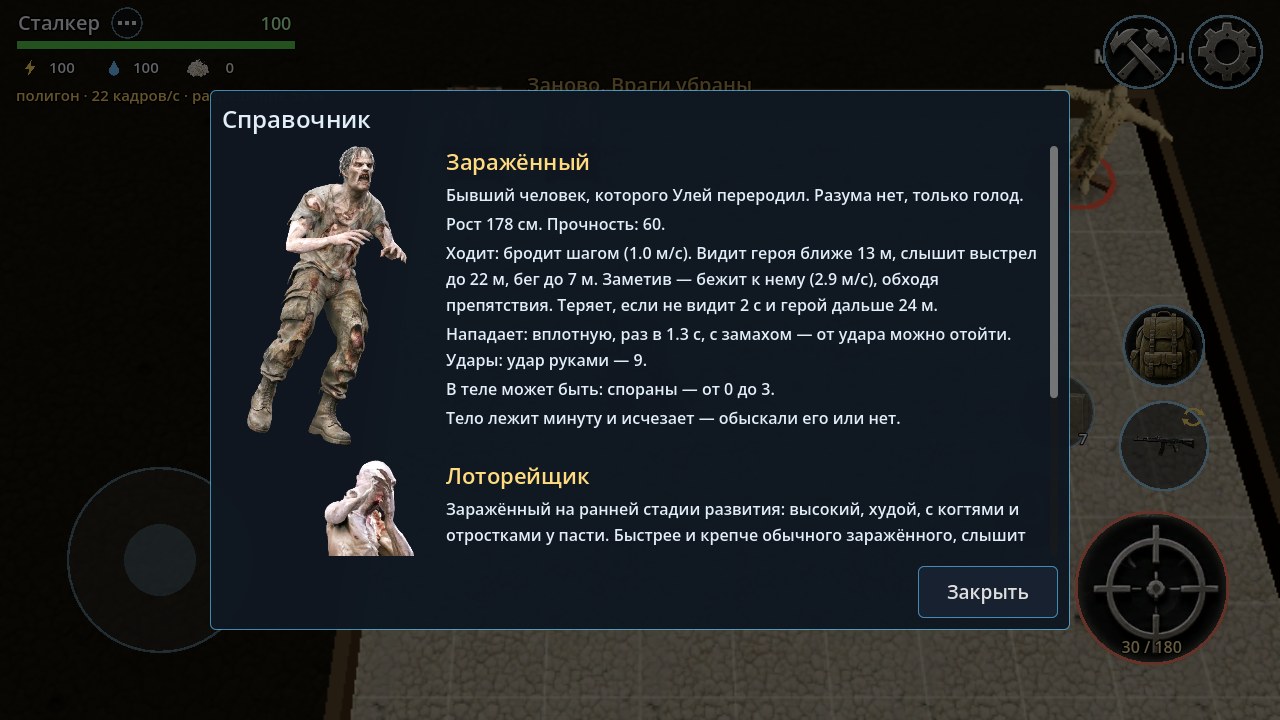 Сталкер
100
100
100
0
полигон · 22 кадров/с · ра
Заново. Враги убраны
Справочник
Заражённый
Бывший человек, которого Улей переродил. Разума нет, только голод.
Рост 178 см. Прочность: 60.
Ходит: бродит шагом (1.0 м/с). Видит героя ближе 13 м, слышит выстрел
до 22 м, бег до 7 м. Заметив — бежит к нему (2.9 м/с), обходя
препятствия. Теряет, если не видит 2 с и герой дальше 24 м.
Нападает: вплотную, раз в 1.3 с, с замахом — от удара можно отойти.
Удары: удар руками — 9.
В теле может быть: спораны — от 0 до 3.
Тело лежит минуту и исчезает — обыскали его или нет.
Лоторейщик
Заражённый на ранней стадии развития: высокий, худой, с когтями и
отростками у пасти. Быстрее и крепче обычного заражённого, слышит
Закрыть
7
30 / 180